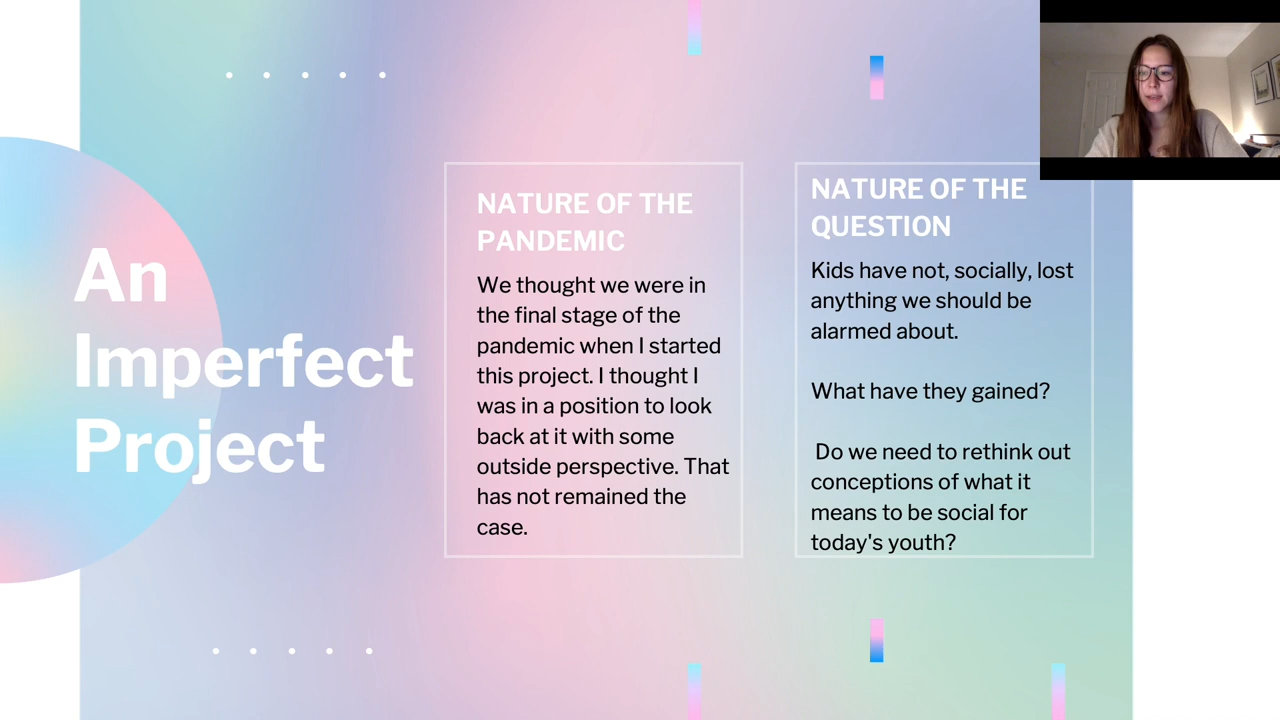 An
Imperfect
Project
NATURE OF THE
PANDEMIC
We thought we were in
the final stage of the
pandemic when I started
this project. I thought I
was in a position to look
back at it with some
outside perspective. That
has not remained the
case.
NATURE OF THE
QUESTION
Kids have not, socially, lost
anything we should be
alarmed about.
What have they gained?
Do we need to rethink out
conceptions of what it
means to be social for
today's youth?